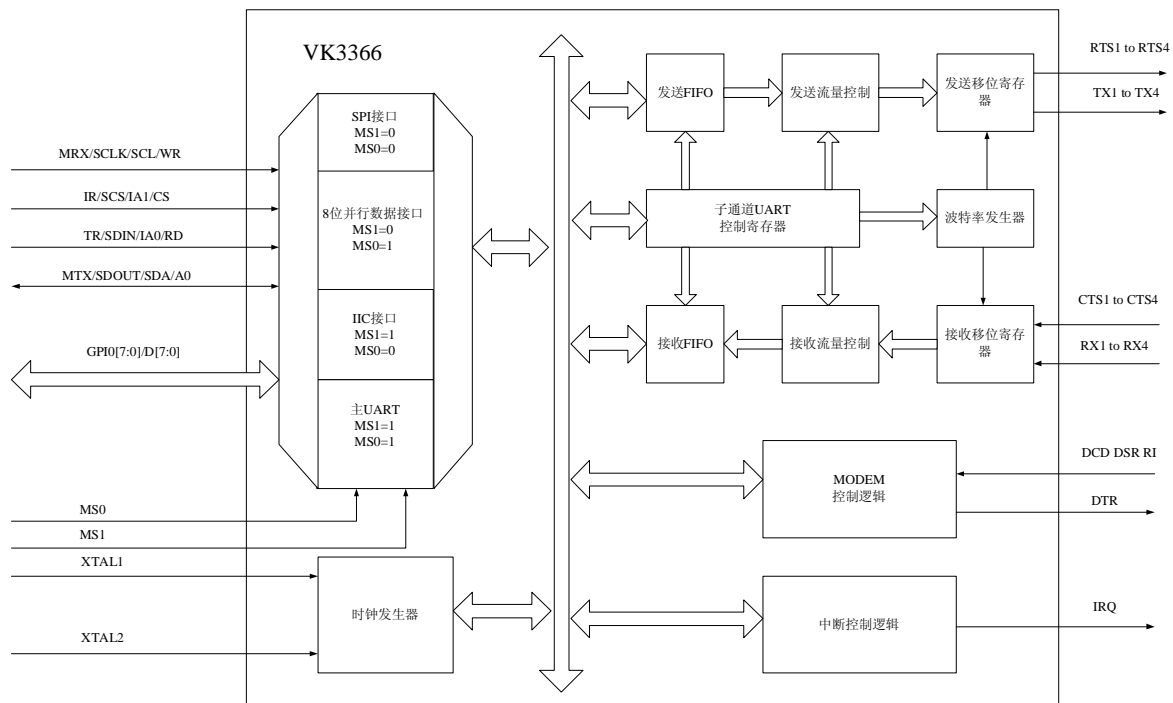 VK3366
MRX/SCLK/SCL/WR
IR/SCS/IA1/CS
TR/SDIN/IA0/RD
MTX/SDOUT/SDA/A0
GPI0[7:0]/D[7:0]
MS0
MS1
XTAL1
XTAL2
SPI接口
MS1=0
MS0=0
8位并行数据接口
MS1=0
MS0=1
IIC接口
MS1=1
MS0=0
主UART
MS1=1
MS0=1
时钟发生器
发送FIFO
发送流量控制
发送移位寄存
器
子通道UART
控制寄存器
波特率发生器
接收FIFO
接收流量控制
接收移位寄存
器
MODEM
控制逻辑
中断控制逻辑
RTS1 to RTS4
TX1 to TX4
CTS1 to CTS4
RX1 to RX4
DCD DSR RI
DTR
IRQ